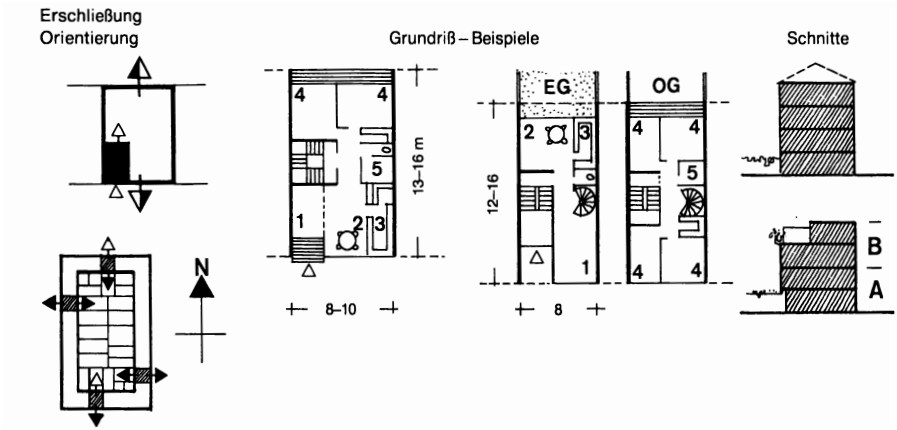 Erschließung
Orientierung
Grundriß – Beispiele
Schnitte
4 4
5
1 2 3
13–16 m
8–10
EG
2 3
1
12–16
8
OG
4 4
5
4 4
B
A
N